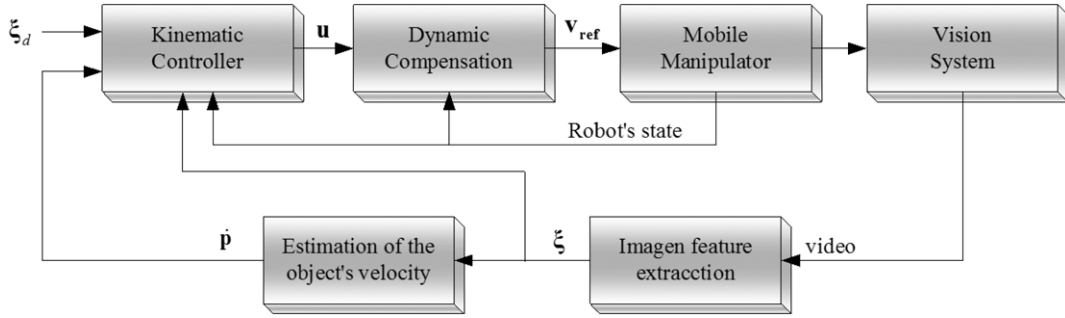 ξd
Kinematic
Controller
u
Dynamic
Compensation
vref
Mobile
Manipulator
Vision
System
Robot's state
ṗ
Estimation of the
object's velocity
ξ
Imagen feature
extracction
video